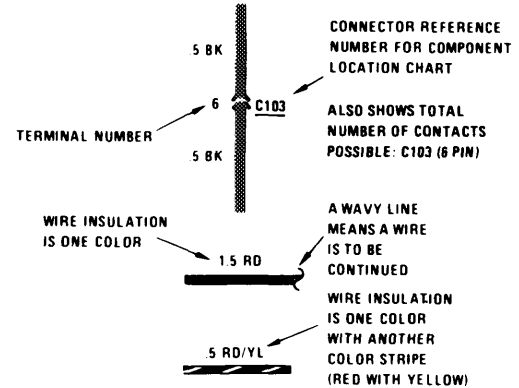 .5 BK
6
C103
.5 BK
TERMINAL NUMBER
CONNECTOR REFERENCE
NUMBER FOR COMPONENT
LOCATION CHART
ALSO SHOWS TOTAL
NUMBER OF CONTACTS
POSSIBLE: C103 (6 PIN)
WIRE INSULATION
IS ONE COLOR
1.5 RD
A WAVY LINE
MEANS A WIRE
IS TO BE
CONTINUED
.5 RD/YL
WIRE INSULATION
IS ONE COLOR
WITH ANOTHER
COLOR STRIPE
(RED WITH YELLOW)